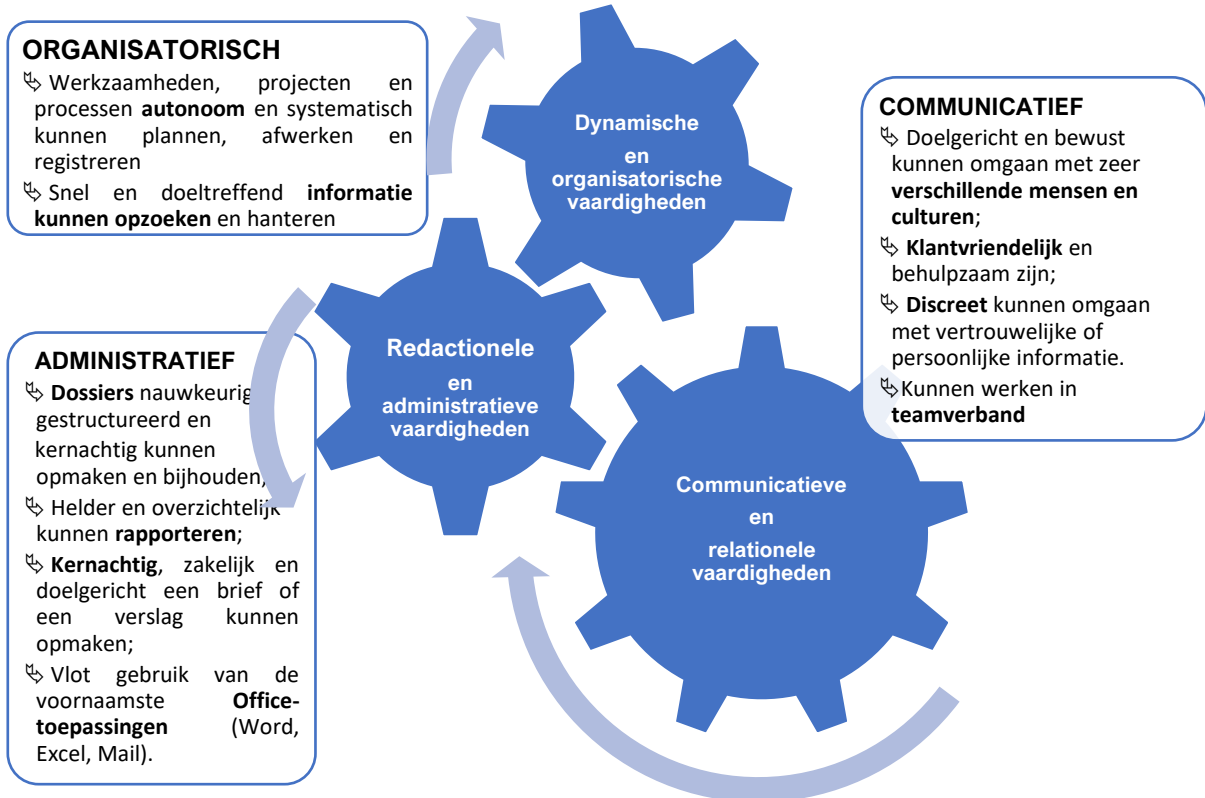 ORGANISATORISCH
Werkzaamheden, projecten en
processen autonoom en systematisch
kunnen plannen, afwerken en
registreren
Snel en doeltreffend informatie
kunnen opzoeken en hanteren
Dynamische
en
organisatorische
vaardigheden
COMMUNICATIEF
Doelgericht en bewust
kunnen omgaan met zeer
verschillende mensen en
culturen;
Klantvriendelijk en
behulpzaam zijn;
Discreet kunnen omgaan
met vertrouwelijke of
persoonlijke informatie.
Kunnen werken in
teamverband
Redactionele
en
administratieve
vaardigheden
ADMINISTRATIEF
Dossiers nauwkeurig
gestructureerd en
kernachtig kunnen
opmaken en bijhouden;
Helder en overzichtelijk
kunnen rapporteren;
Kernachtig, zakelijk en
doelgericht een brief of
een verslag kunnen
opmaken;
Vlot gebruik van de
voornaamste Office-
toepassingen (Word,
Excel, Mail).
Communicatieve
en
relationele
vaardigheden